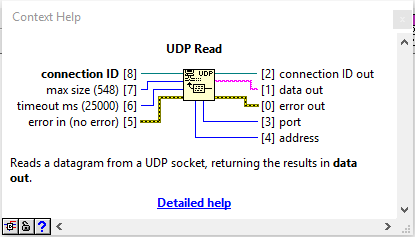 Context Help
UDP Read
connection ID [8]
max size (548) [7]
timeout ms (25000) [6]
error in (no error) [5]
UDP
[2] connection ID out
[1] data out
[0] error out
[3] port
[4] address
Reads a datagram from a UDP socket, returning the results in data
out.
Detailed help
?